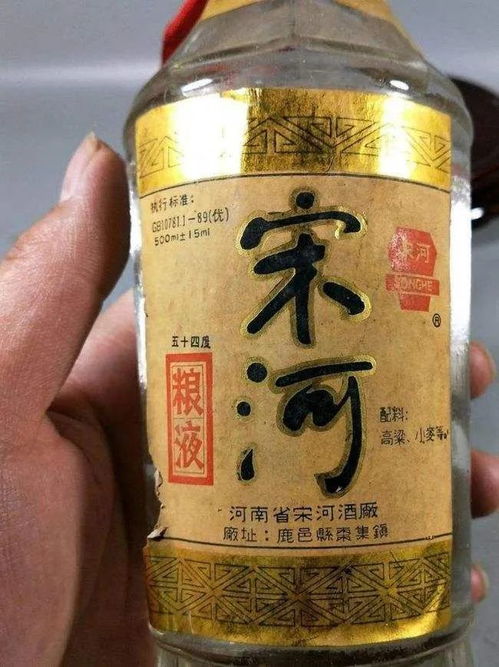 执行标准:
GB10781.1-89(优)
500ml±15ml
宋河
宋河
SONGHE
®
五十四度
粮液
配料:
高梁、小麥等
河南省宋河酒廠
廠址:鹿邑縣棗集鎮